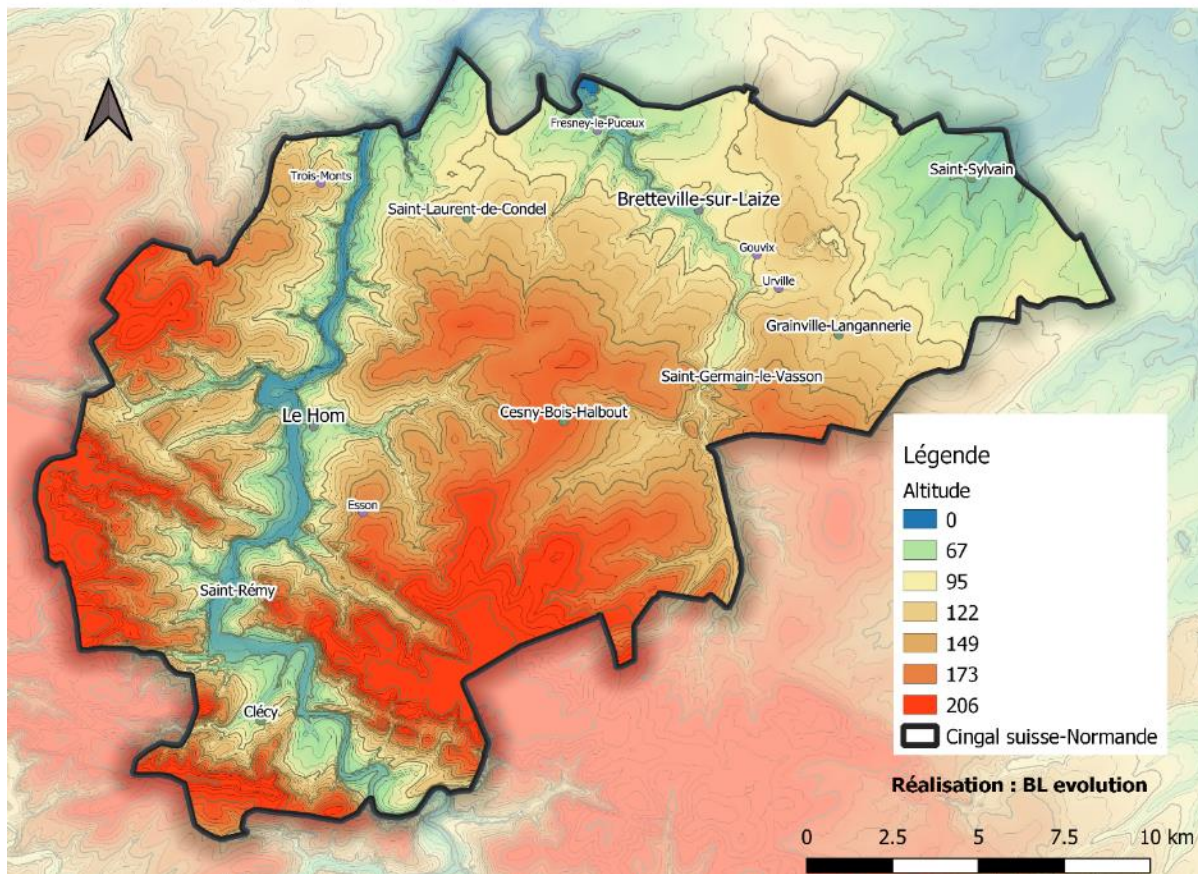 Fresney-le-Puceux
Trois-Monts
Saint-Sylvain
Saint-Laurent-de-Condel
Bretteville-sur-Laize
Gouvix
Urville
Grainville-Langannerie
Saint-Germain-le-Vasson
Cesny-Bois-Halbout
Le Hom
Esson
Saint-Rémy
Clécy
Légende
Altitude
0
67
95
122
149
173
206
Cingal suisse-Normande
Réalisation : BL evolution
0 2.5 5 7.5 10 km